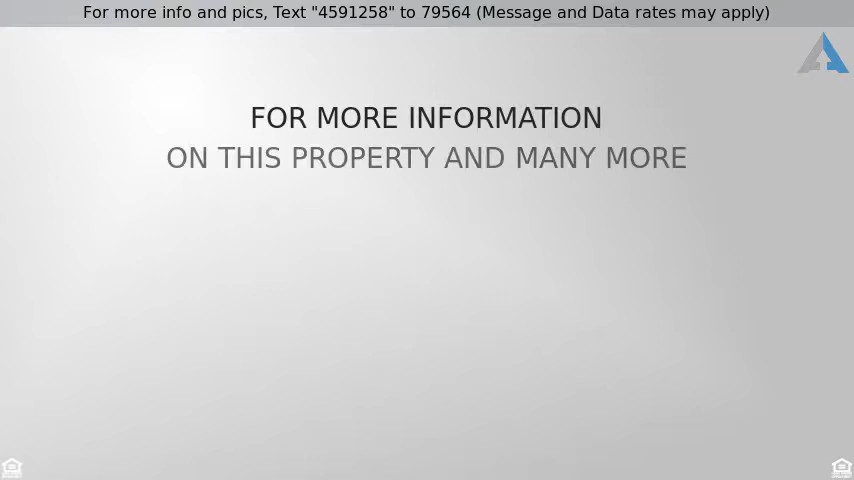 For more info and pics, Text "4591258" to 79564 (Message and Data rates may apply)
FOR MORE INFORMATION
ON THIS PROPERTY AND MANY MORE